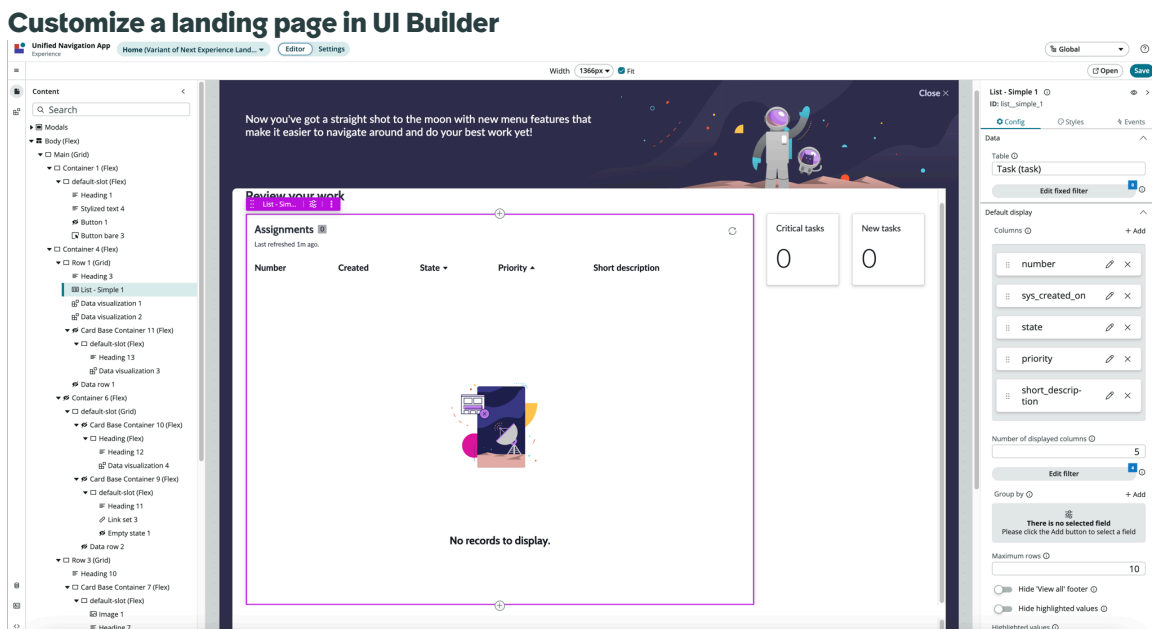 Customize a landing page in UI Builder
Unified Navigation App
Experience
Home (Variant of Next Experience Land...
Editor
Settings
Global
Width
1366px
Fit
Open
Save
Content
Search
Modals
Body (Flex)
Main (Grid)
Container 1 (Flex)
default-slot (Flex)
Heading 1
Stylized text 4
Button 1
Button bare 3
Container 4 (Flex)
Row 1 (Grid)
Heading 3
List - Simple 1
Data visualization 1
Data visualization 2
Card Base Container 11 (Flex)
default-slot (Flex)
Heading 13
Data visualization 3
Data row 1
Container 6 (Flex)
default-slot (Grid)
Card Base Container 10 (Flex)
Heading (Flex)
Heading 12
Data visualization 4
Card Base Container 9 (Flex)
default-slot (Flex)
Heading 11
Link set 3
Empty state 1
Data row 2
Row 3 (Grid)
Heading 10
Card Base Container 7 (Flex)
default-slot (Flex)
Image 1
Heading 7
Close
Now you've got a straight shot to the moon with new menu features that
make it easier to navigate around and do your best work yet!
Review your work
List - Sim...
Assignments 0
Last refreshed 1m ago.
Number
Created
State
Priority
Short description
No records to display.
Critical tasks
0
New tasks
0
List - Simple 1
ID: list__simple_1
Config
Styles
Events
Data
Table
Task (task)
Edit fixed filter
0
Default display
Columns
+ Add
number
sys_created_on
state
priority
short_descrip-
tion
Number of displayed columns
5
Edit filter
4
Group by
+ Add
There is no selected field
Please click the Add button to select a field
Maximum rows
10
Hide 'View all' footer
Hide highlighted values
Highlighted values